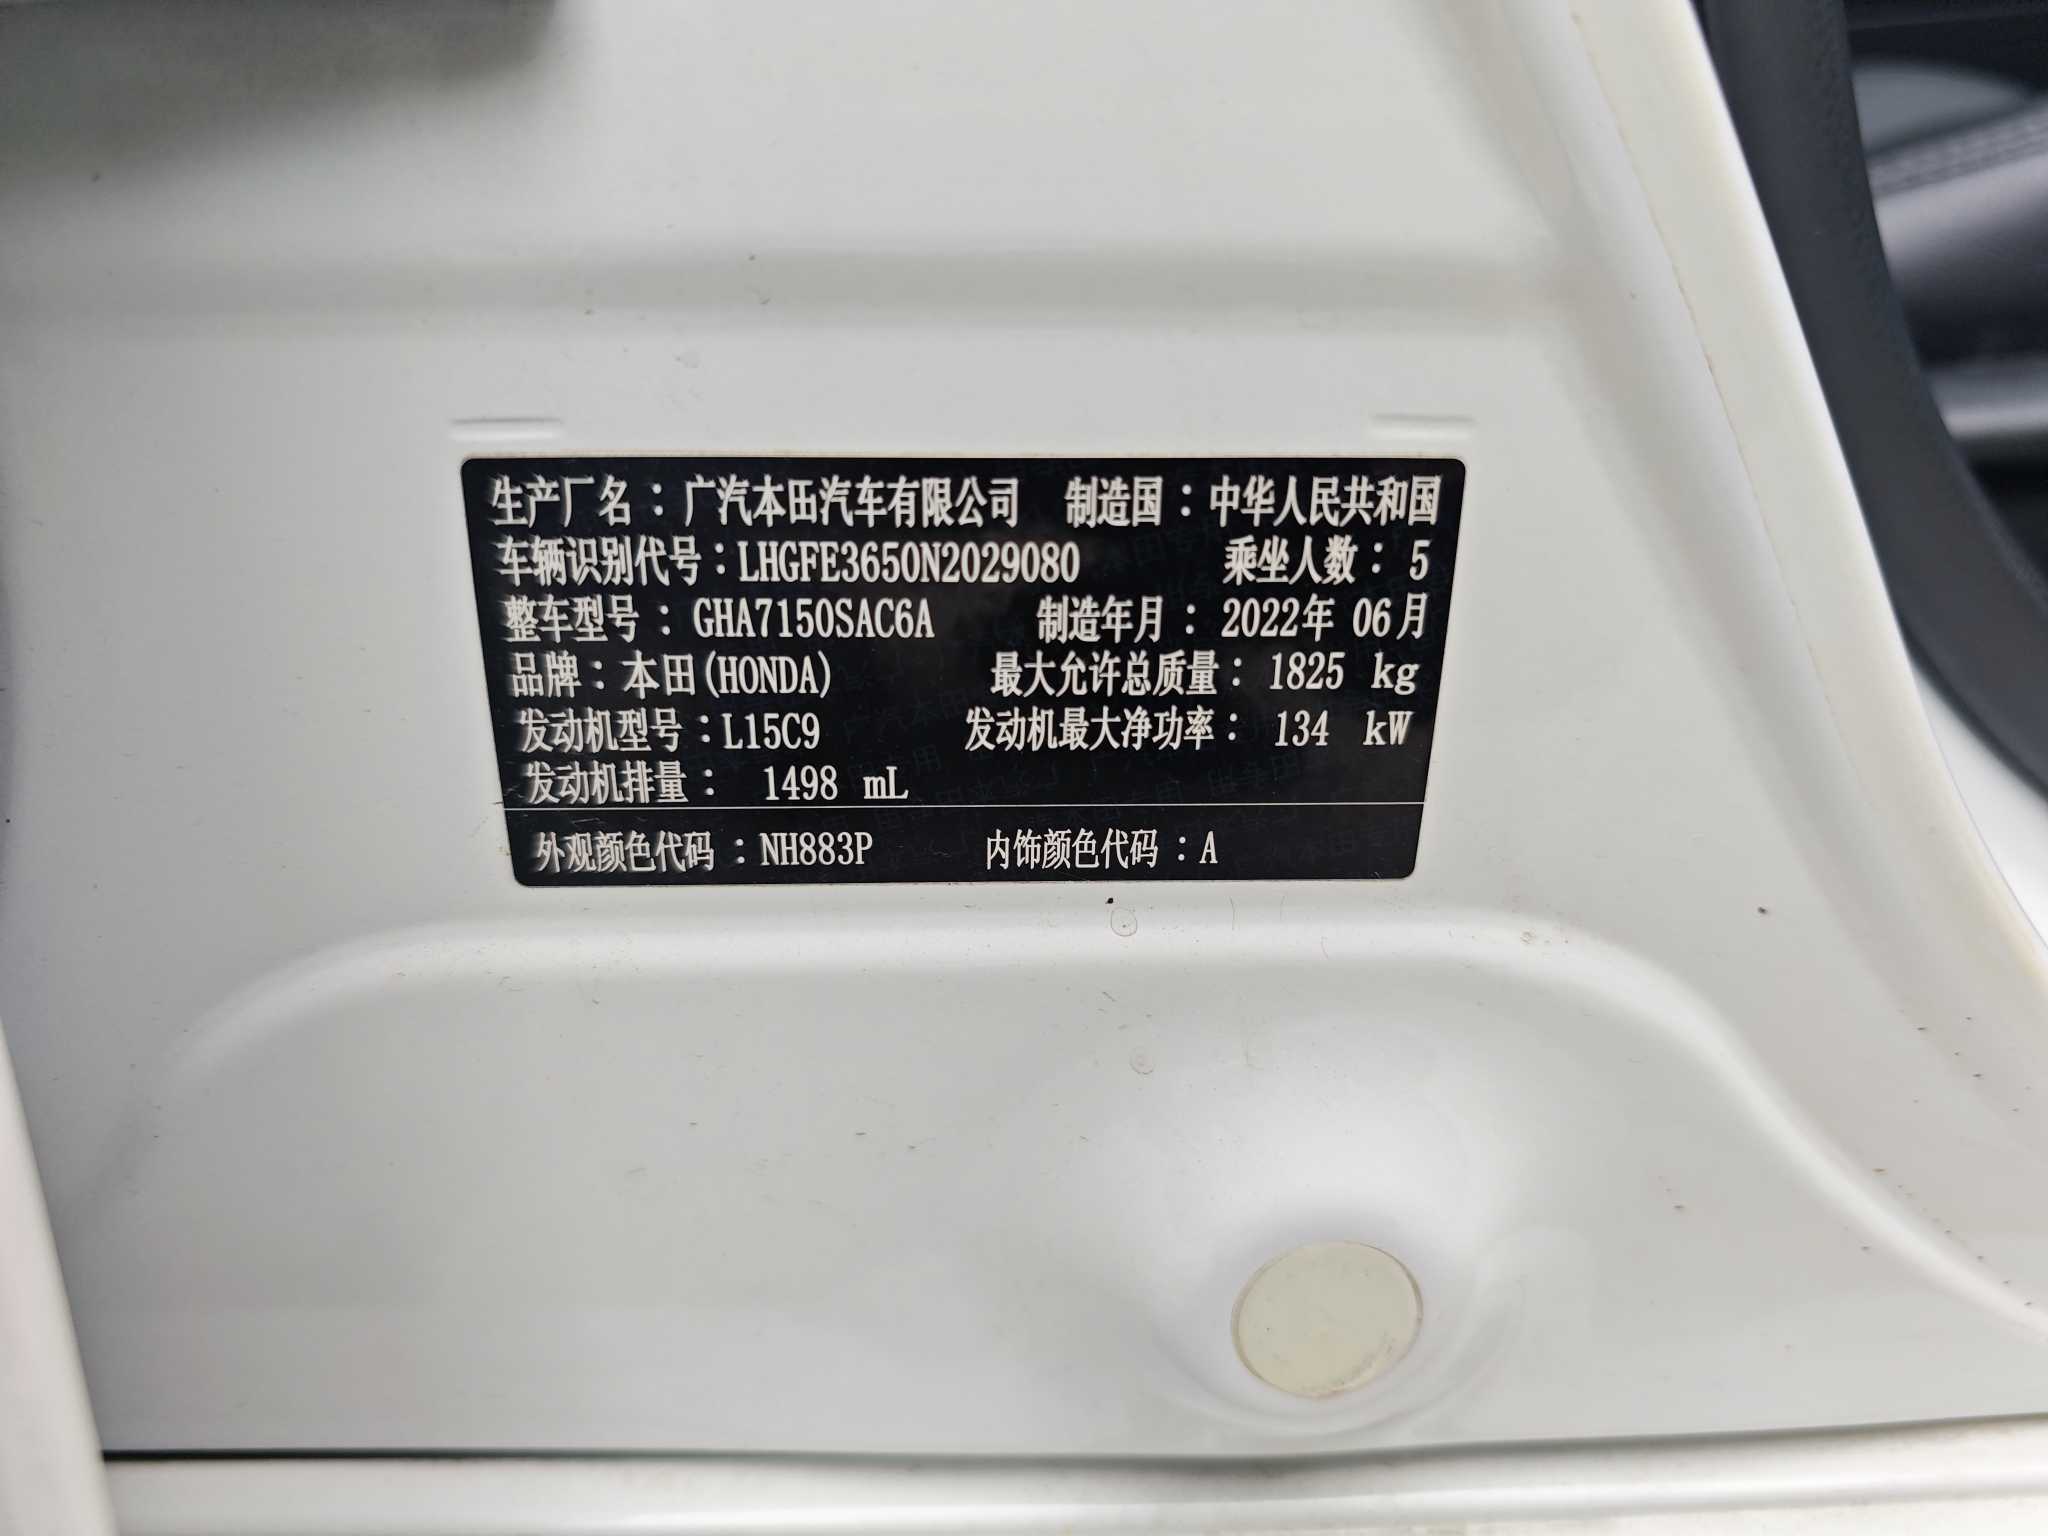 生产厂名：广汽本田汽车有限公司 制造国：中华人民共和国
车辆识别代号：LHGFE3650N2029080 乘坐人数：5
整车型号：GHA7150SAC6A 制造年月：2022年 06月
品牌：本田(HONDA) 最大允许总质量：1825 kg
发动机型号：L15C9 发动机最大净功率：134 kW
发动机排量：1498 mL
外观颜色代码：NH883P 内饰颜色代码：A